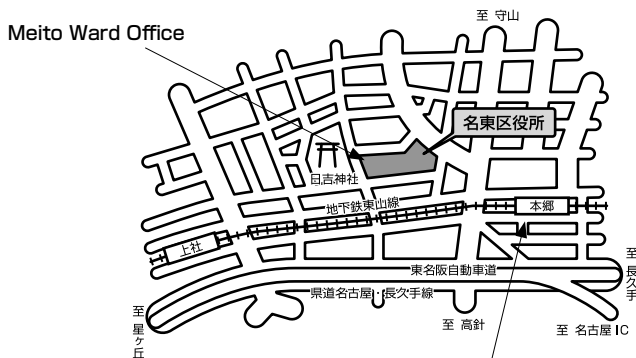 至 守山
Meito Ward Office
名東区役所
日吉神社
地下鉄東山線
本郷
上社
東名阪自動車道
至 長久手
県道名古屋・長久手線
至 星ヶ丘
至 高針
至 名古屋IC